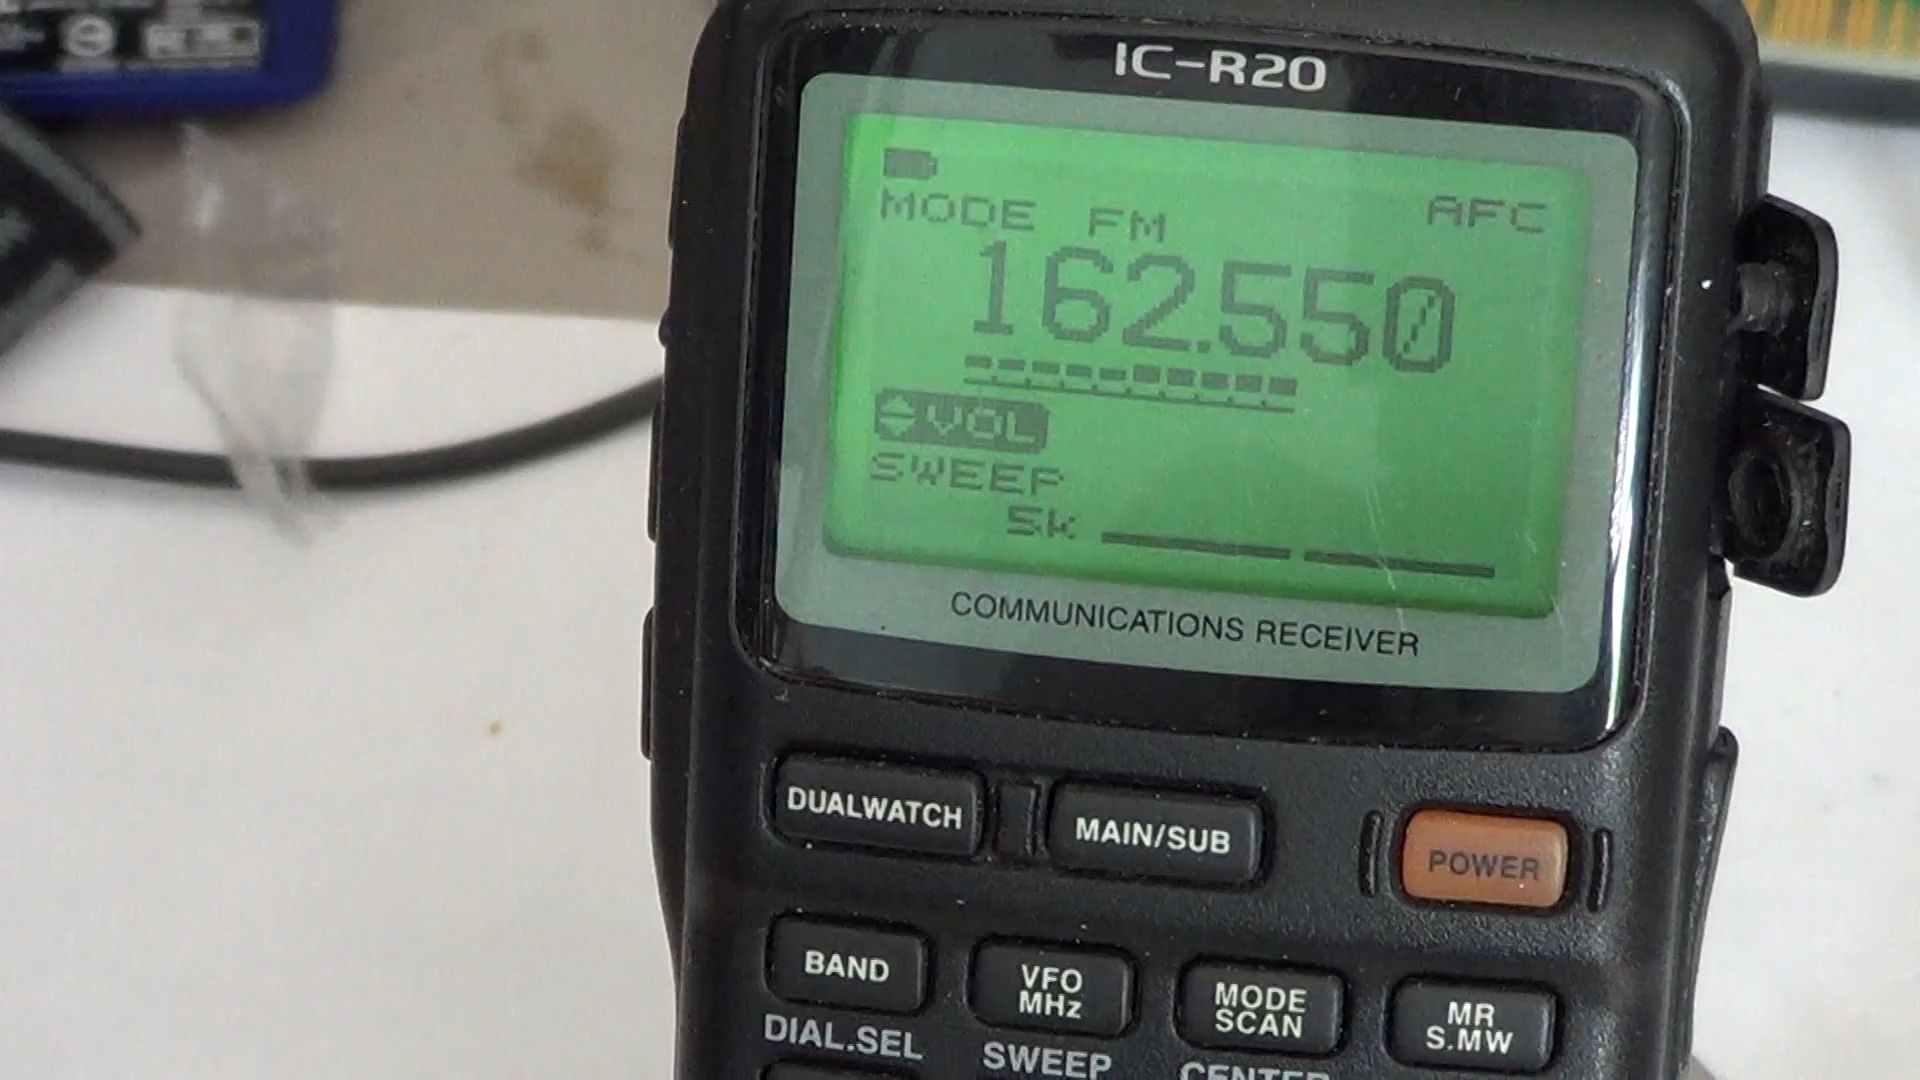 IC-R20
MODE FM AFC
162.550
VOL
SWEEP
5k
COMMUNICATIONS RECEIVER
DUALWATCH MAIN/SUB POWER
BAND VFO MHz MODE SCAN MR S.MW
DIAL.SEL SWEEP CENTER